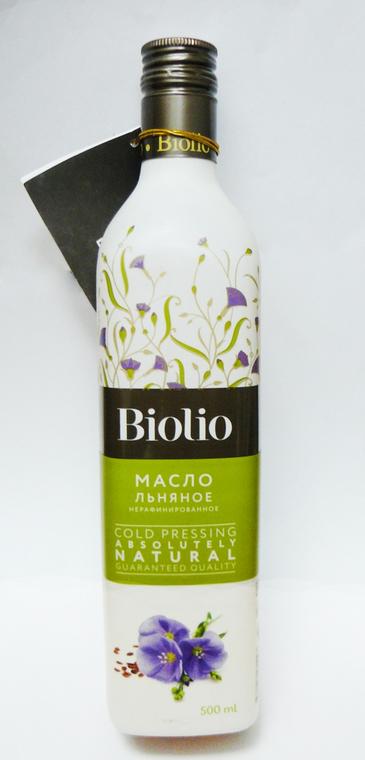 Biolio
Biolio
МАСЛО
ЛЬНЯНОЕ
НЕРАФИНИРОВАННОЕ
COLD PRESSING
ABSOLUTELY
NATURAL
GUARANTEED QUALITY
500 mL